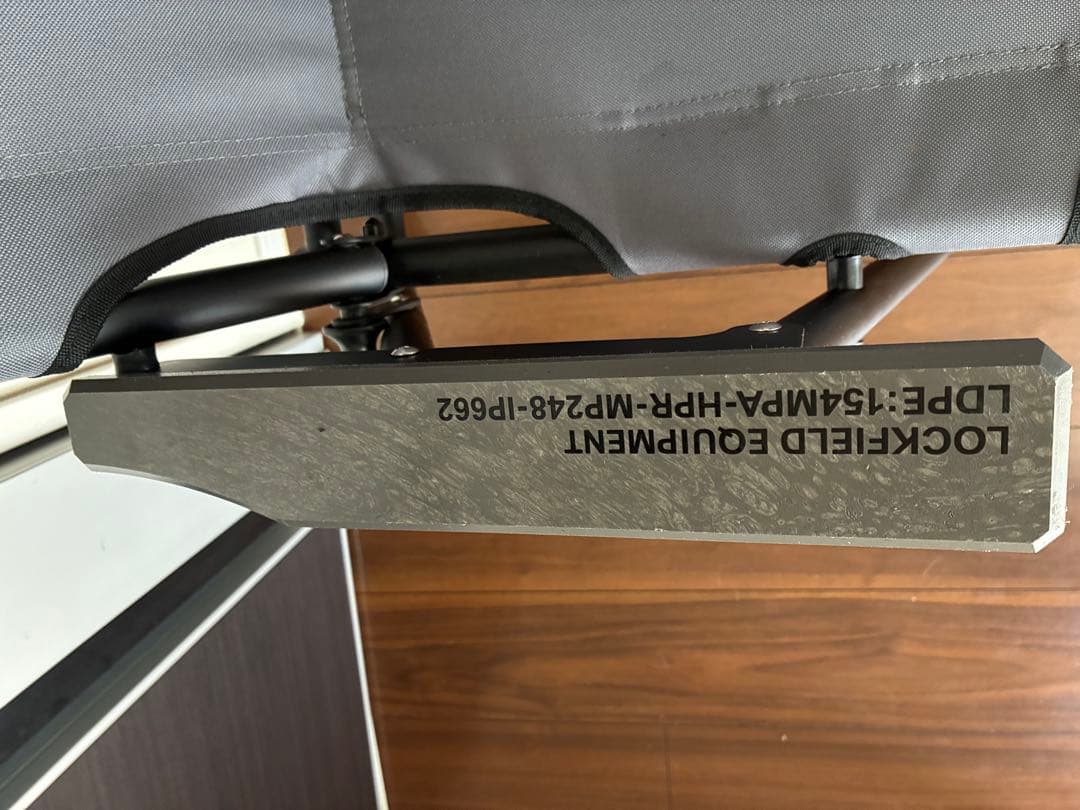 LOCKFIELD EQUIPMENT
LDPE:154MPA-HPR-MP248-IP662